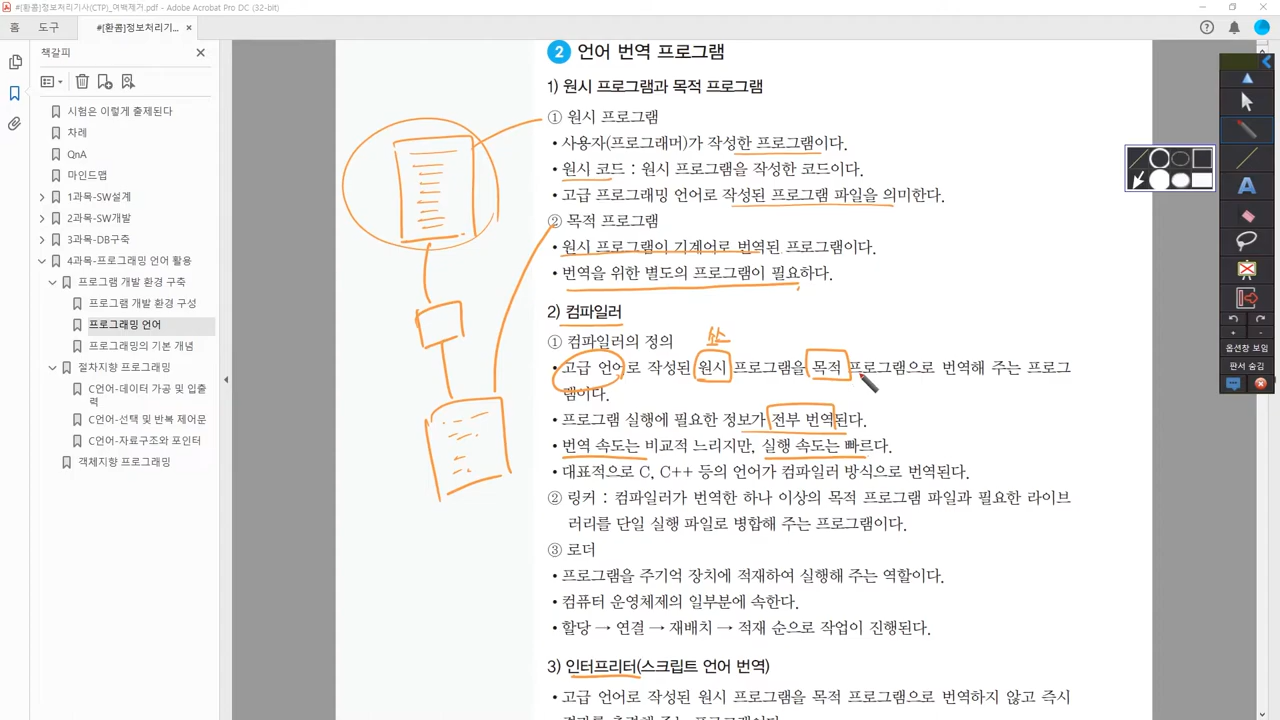 #[환콤]정보처리기사(CTP)_여백제거.pdf - Adobe Acrobat Pro DC (32-bit)
홈
도구
#[환콤]정보처리기...
책갈피
시험은 이렇게 출제된다
차례
QnA
마인드맵
1과목-SW설계
2과목-SW개발
3과목-DB구축
4과목-프로그래밍 언어 활용
프로그램 개발 환경 구축
프로그램 개발 환경 구성
프로그래밍 언어
프로그래밍의 기본 개념
절차지향 프로그래밍
C언어-데이터 가공 및 입출
력
C언어-선택 및 반복 제어문
C언어-자료구조와 포인터
객체지향 프로그래밍
2 언어 번역 프로그램
1) 원시 프로그램과 목적 프로그램
① 원시 프로그램
• 사용자(프로그래머)가 작성한 프로그램이다.
• 원시 코드 : 원시 프로그램을 작성한 코드이다.
• 고급 프로그래밍 언어로 작성된 프로그램 파일을 의미한다.
② 목적 프로그램
• 원시 프로그램이 기계어로 번역된 프로그램이다.
• 번역을 위한 별도의 프로그램이 필요하다.
2) 컴파일러
① 컴파일러의 정의
소스
• 고급 언어로 작성된 원시 프로그램을 목적 프로그램으로 번역해 주는 프로그
램이다.
• 프로그램 실행에 필요한 정보가 전부 번역된다.
• 번역 속도는 비교적 느리지만, 실행 속도는 빠르다.
• 대표적으로 C, C++ 등의 언어가 컴파일러 방식으로 번역된다.
② 링커 : 컴파일러가 번역한 하나 이상의 목적 프로그램 파일과 필요한 라이브
러리를 단일 실행 파일로 병합해 주는 프로그램이다.
③ 로더
• 프로그램을 주기억 장치에 적재하여 실행해 주는 역할이다.
• 컴퓨터 운영체제의 일부분에 속한다.
• 할당 → 연결 → 재배치 → 적재 순으로 작업이 진행된다.
3) 인터프리터(스크립트 언어 번역)
• 고급 언어로 작성된 원시 프로그램을 목적 프로그램으로 번역하지 않고 즉시
A
옵션창 보임
판서 숨김